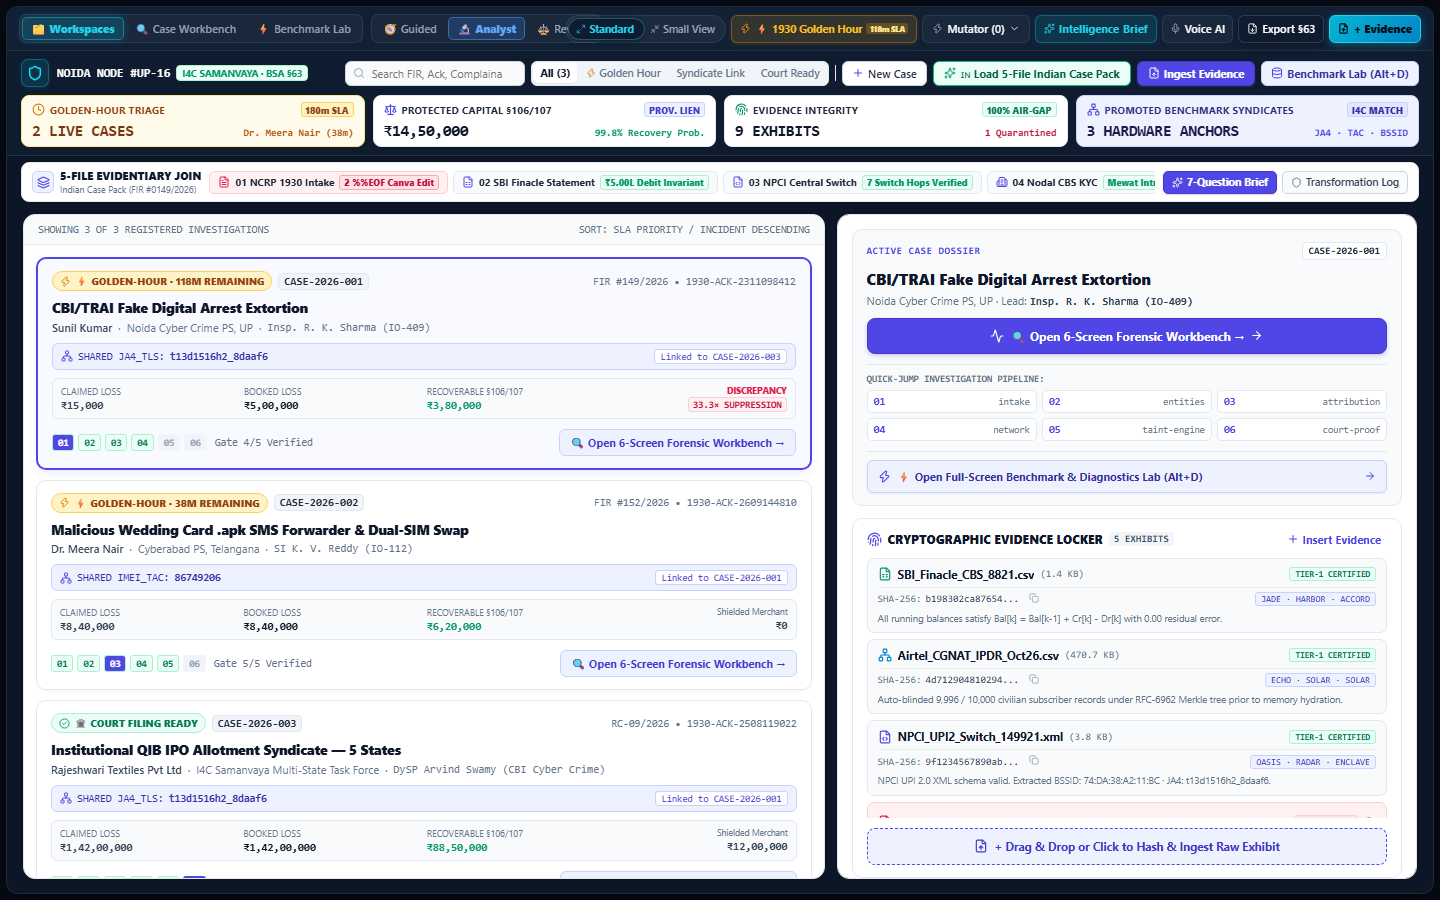 Workspaces
Case Workbench
Benchmark Lab
Guided
Analyst
Standard
Small View
1930 Golden Hour 118m SLA
Mutator (0)
Intelligence Brief
Voice AI
Export §63
+ Evidence
NOIDA NODE #UP-16
I4C SAMANVAYA · BSA §63
Search FIR, Ack, Complaina
All (3)
Golden Hour
Syndicate Link
Court Ready
New Case
IN Load 5-File Indian Case Pack
Ingest Evidence
Benchmark Lab (Alt+D)
GOLDEN-HOUR TRIAGE
180m SLA
2 LIVE CASES
Dr. Meera Nair (38m)
PROTECTED CAPITAL §106/107
PROV. LIEN
₹14,50,000
99.8% Recovery Prob.
EVIDENCE INTEGRITY
100% AIR-GAP
9 EXHIBITS
1 Quarantined
PROMOTED BENCHMARK SYNDICATES
I4C MATCH
3 HARDWARE ANCHORS
JA4 · TAC · BSSID
5-FILE EVIDENTIARY JOIN
Indian Case Pack (FIR #0149/2026)
01 NCRP 1930 Intake
2 %%EOF Canva Edit
02 SBI Finacle Statement
₹5.00L Debit Invariant
03 NPCI Central Switch
7 Switch Hops Verified
04 Nodal CBS KYC
Mewat
7-Question Brief
Transformation Log
SHOWING 3 OF 3 REGISTERED INVESTIGATIONS
SORT: SLA PRIORITY / INCIDENT DESCENDING
GOLDEN-HOUR · 118M REMAINING
CASE-2026-001
FIR #149/2026 • 1930-ACK-2311098412
CBI/TRAI Fake Digital Arrest Extortion
Sunil Kumar · Noida Cyber Crime PS, UP · Insp. R. K. Sharma (IO-409)
SHARED JA4_TLS: t13d1516h2_8daaf6
Linked to CASE-2026-003
CLAIMED LOSS
BOOKED LOSS
RECOVERABLE §106/107
DISCREPANCY
₹15,000
₹5,00,000
₹3,80,000
33.3× SUPPRESSION
01 02 03 04 05 06
Gate 4/5 Verified
Open 6-Screen Forensic Workbench →
GOLDEN-HOUR · 38M REMAINING
CASE-2026-002
FIR #152/2026 • 1930-ACK-2609144810
Malicious Wedding Card .apk SMS Forwarder & Dual-SIM Swap
Dr. Meera Nair · Cyberabad PS, Telangana · SI K. V. Reddy (IO-112)
SHARED IMEI_TAC: 86749206
Linked to CASE-2026-001
CLAIMED LOSS
BOOKED LOSS
RECOVERABLE §106/107
Shielded Merchant
₹8,40,000
₹8,40,000
₹6,20,000
₹0
01 02 03 04 05 06
Gate 5/5 Verified
Open 6-Screen Forensic Workbench →
COURT FILING READY
CASE-2026-003
RC-09/2026 • 1930-ACK-2508119022
Institutional QIB IPO Allotment Syndicate — 5 States
Rajeshwari Textiles Pvt Ltd · I4C Samanvaya Multi-State Task Force · DySP Arvind Swamy (CBI Cyber Crime)
SHARED JA4_TLS: t13d1516h2_8daaf6
Linked to CASE-2026-001
CLAIMED LOSS
BOOKED LOSS
RECOVERABLE §106/107
Shielded Merchant
₹1,42,00,000
₹1,42,00,000
₹88,50,000
₹12,00,000
ACTIVE CASE DOSSIER
CASE-2026-001
CBI/TRAI Fake Digital Arrest Extortion
Noida Cyber Crime PS, UP · Lead: Insp. R. K. Sharma (IO-409)
Open 6-Screen Forensic Workbench → →
QUICK-JUMP INVESTIGATION PIPELINE:
01 intake
02 entities
03 attribution
04 network
05 taint-engine
06 court-proof
Open Full-Screen Benchmark & Diagnostics Lab (Alt+D) →
CRYPTOGRAPHIC EVIDENCE LOCKER
5 EXHIBITS
+ Insert Evidence
SBI_Finacle_CBS_8821.csv (1.4 KB)
TIER-1 CERTIFIED
SHA-256: b198302ca87654...
JADE · HARBOR · ACCORD
All running balances satisfy Bal[k] = Bal[k-1] + Cr[k] - Dr[k] with 0.00 residual error.
Airtel_CGNAT_IPDR_Oct26.csv (470.7 KB)
TIER-1 CERTIFIED
SHA-256: 4d712904810294...
ECHO · SOLAR · SOLAR
Auto-blinded 9,996 / 10,000 civilian subscriber records under RFC-6962 Merkle tree prior to memory hydration.
NPCI_UPI2_Switch_149921.xml (3.8 KB)
TIER-1 CERTIFIED
SHA-256: 9f1234567890ab...
OASIS · RADAR · ENCLAVE
NPCI UPI 2.0 XML schema valid. Extracted BSSID: 74:DA:38:A2:11:BC · JA4: t13d1516h2_8daaf6.
+ Drag & Drop or Click to Hash & Ingest Raw Exhibit